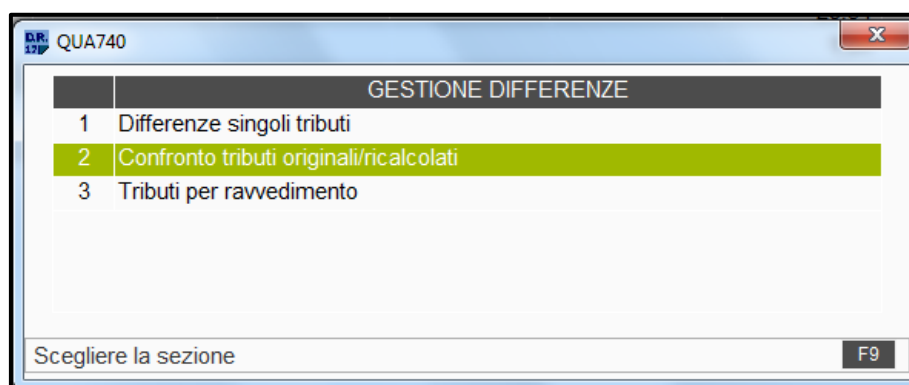 D.R.
17
QUA740
GESTIONE DIFFERENZE
1 Differenze singoli tributi
2 Confronto tributi originali/ricalcolati
3 Tributi per ravvedimento
Scegliere la sezione F9